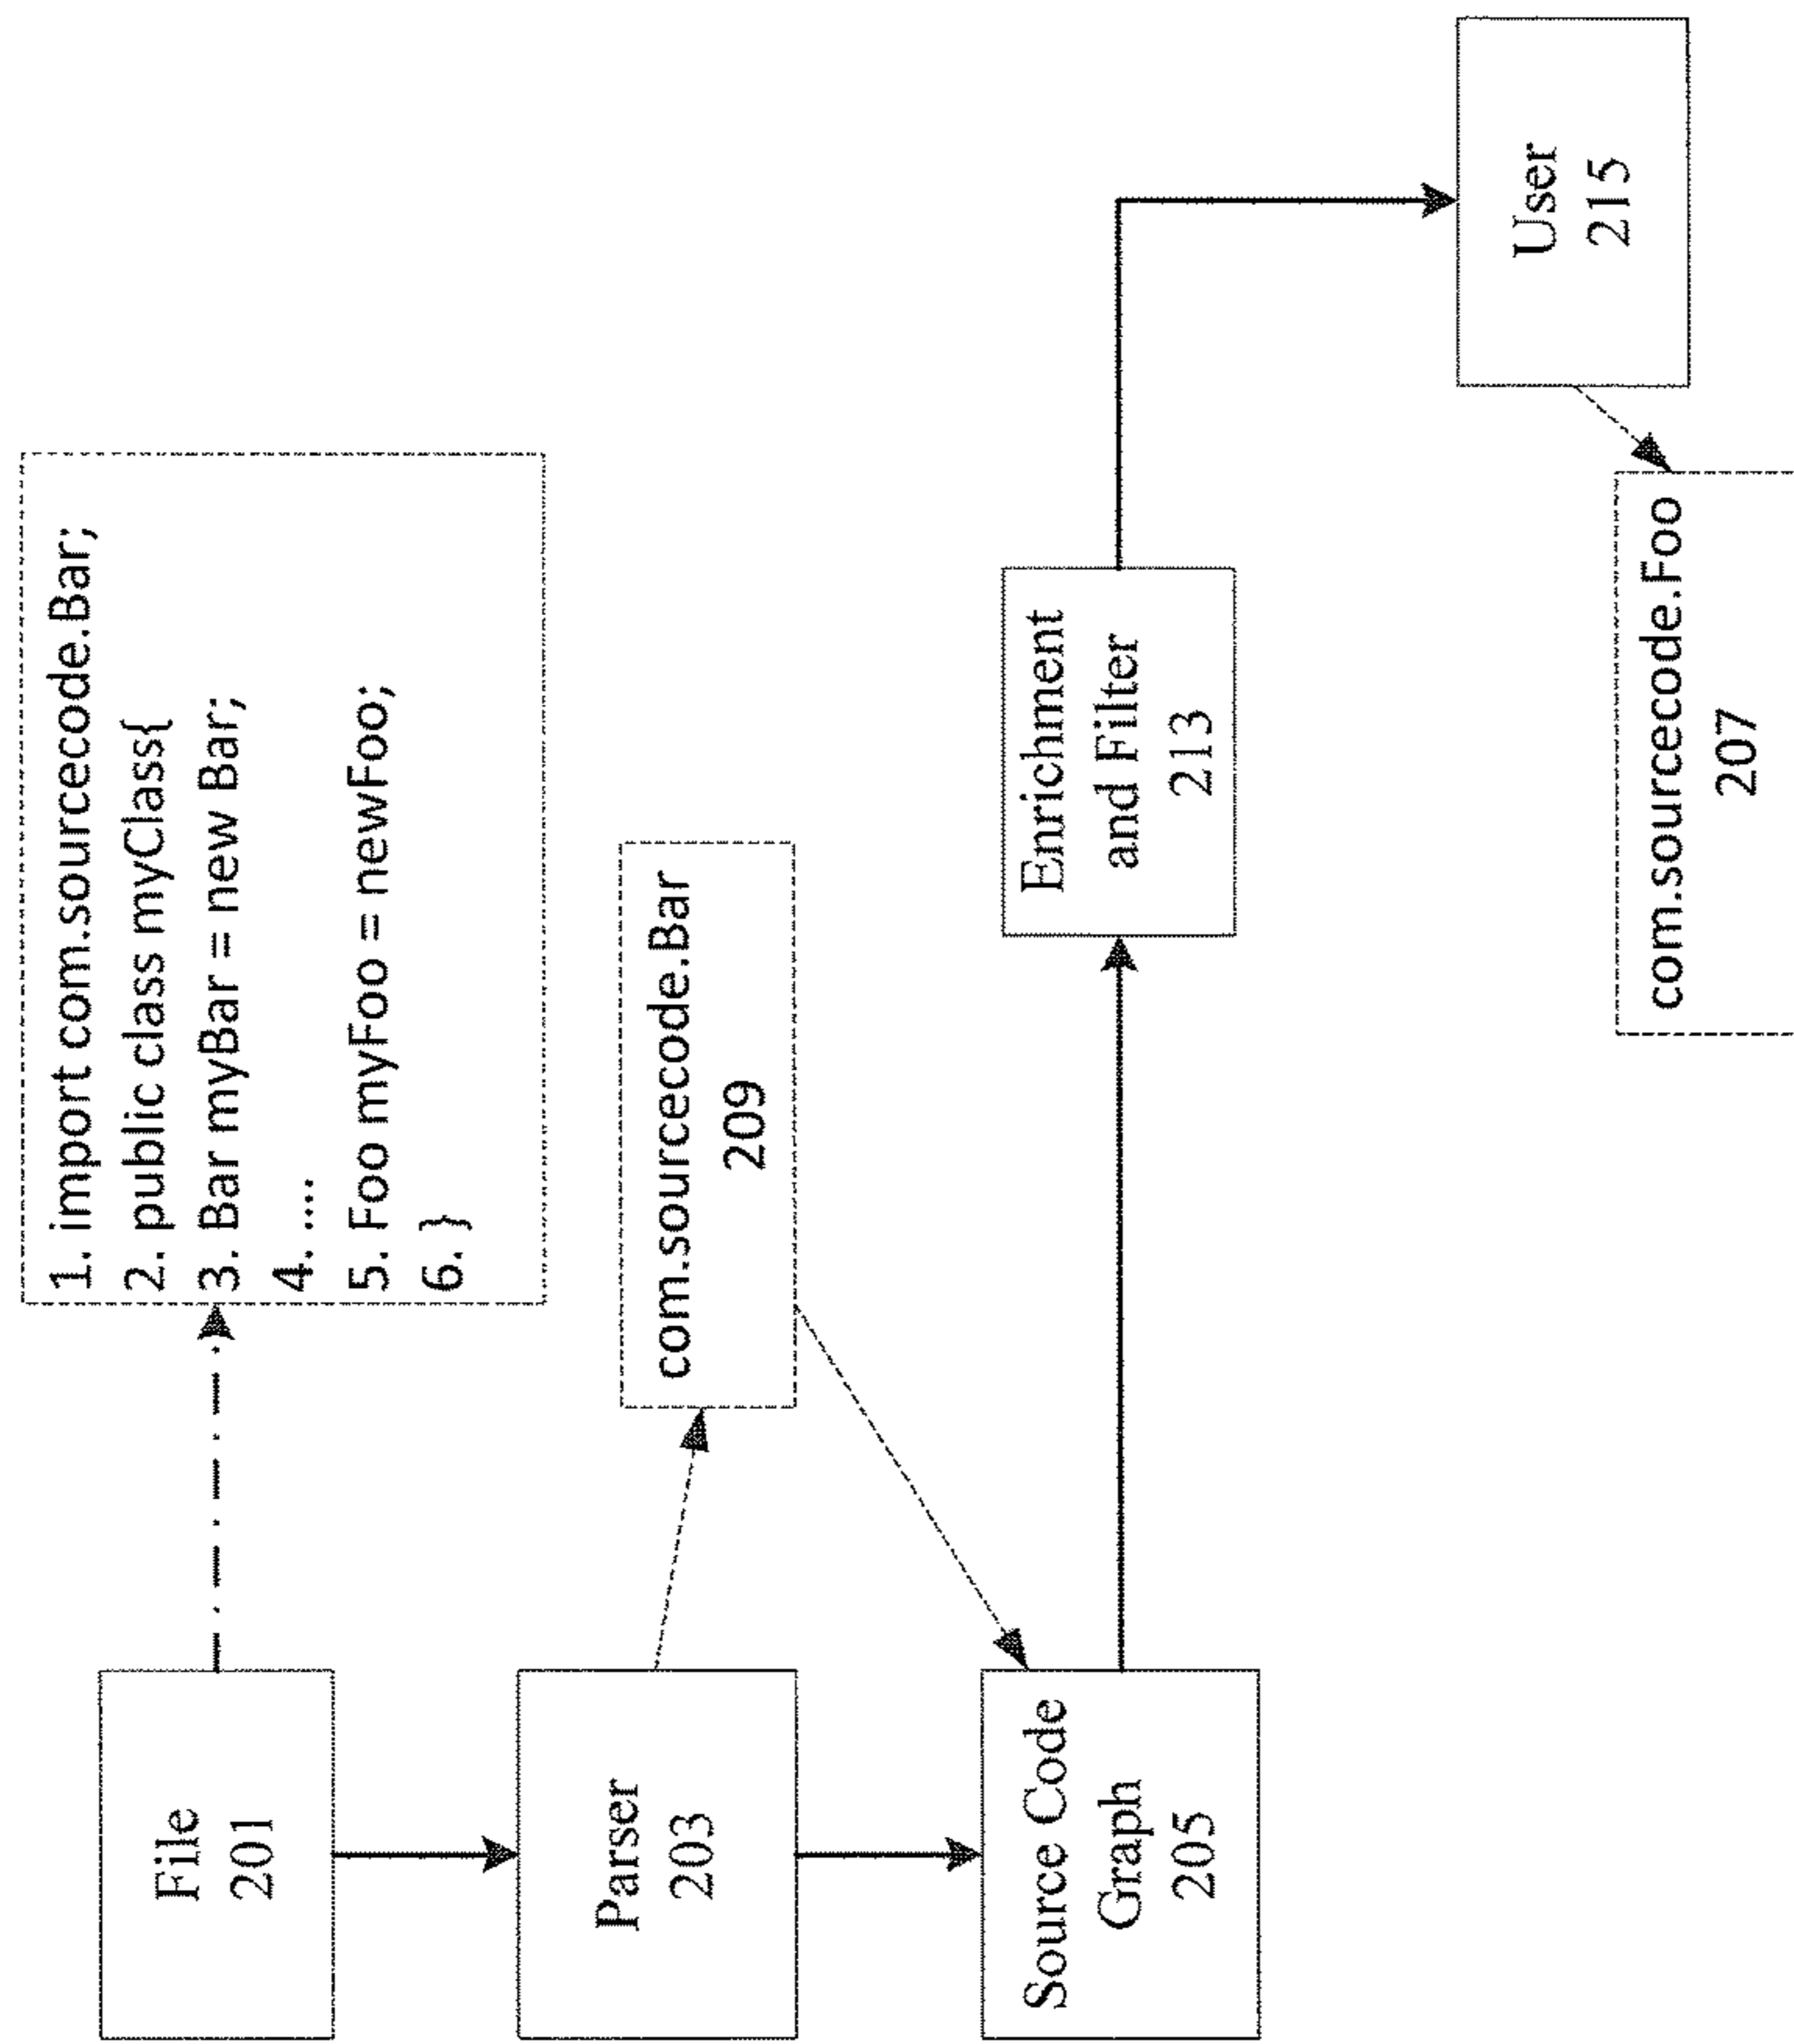 File
201
1. import com.sourcecode.Bar;
2. public class myClass{
3. Bar myBar = new Bar;
4. ....
5. Foo myFoo = newFoo;
6. }
Parser
203
com.sourcecode.Bar
209
Source Code
Graph
205
Enrichment
and Filter
213
User
215
com.sourcecode.Foo
207